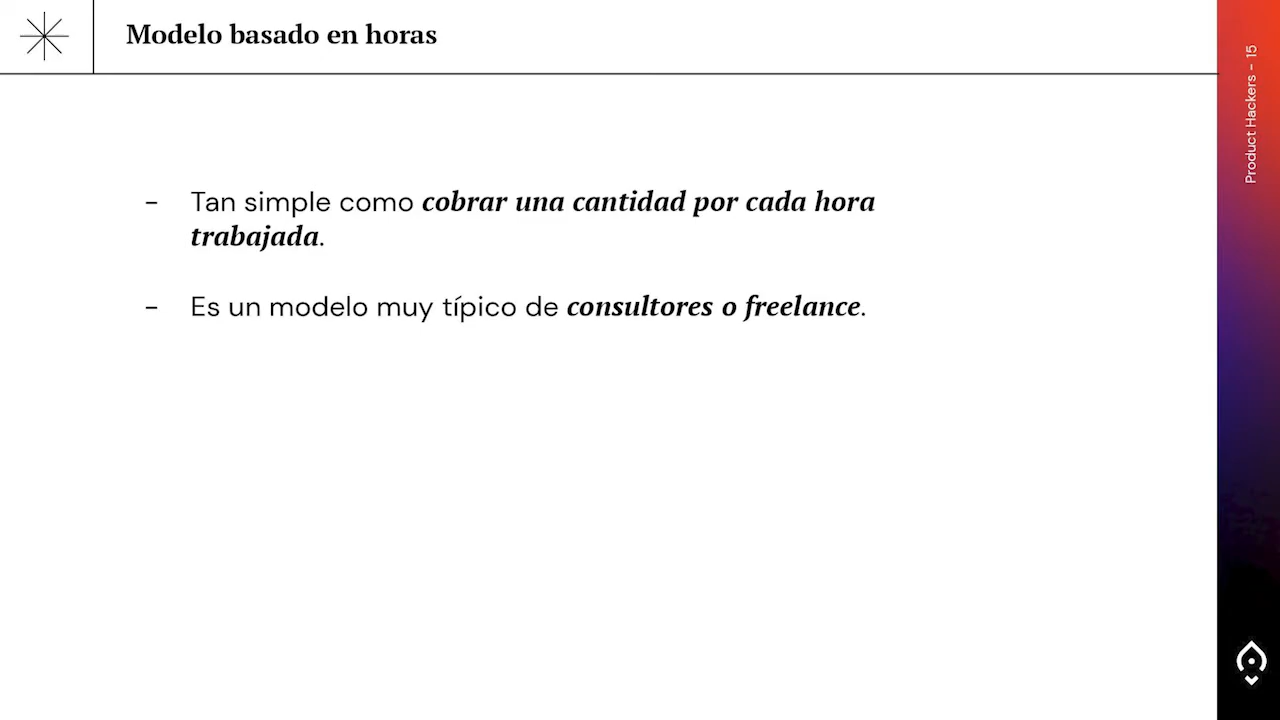 Modelo basado en horas
Product Hackers - 15
- Tan simple como cobrar una cantidad por cada hora
trabajada.
- Es un modelo muy típico de consultores o freelance.